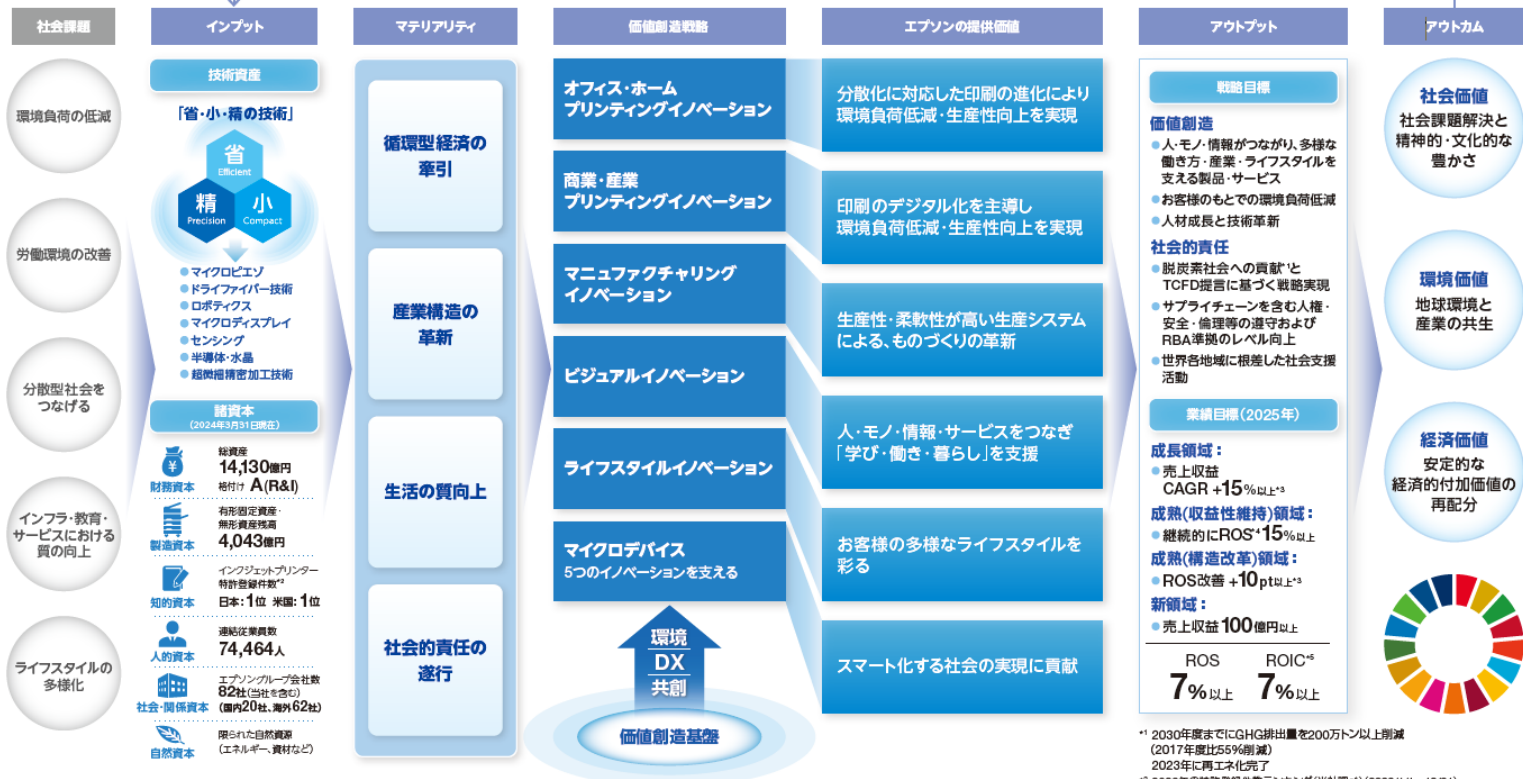 社会課題
インプット
マテリアリティ
価値創造戦略
エプソンの提供価値
アウトプット
アウトカム
環境負荷の低減
労働環境の改善
分散型社会を
つなげる
インフラ・教育・
サービスにおける
質の向上
ライフスタイルの
多様化
技術資産
「省・小・精の技術」
省
Efficient
精
Precision
小
Compact
●マイクロピエゾ
●ドライファイバー技術
●ロボティクス
●マイクロディスプレイ
●センシング
●半導体・水晶
●超微細精密加工技術
諸資本
(2024年3月31日現在)
¥
財務資本
総資産
14,130億円
格付け A(R&I)
製造資本
有形固定資産・
無形資産残高
4,043億円
知的資本
インクジェットプリンター
特許登録件数*2
日本:1位 米国:1位
人的資本
連結従業員数
74,464人
社会・関係資本
エプソングループ会社数
82社(当社を含む)
(国内20社、海外62社)
自然資本
限られた自然資源
(エネルギー、資材など)
循環型経済の
牽引
産業構造の
革新
生活の質向上
社会的責任の
遂行
オフィス・ホーム
プリンティングイノベーション
商業・産業
プリンティングイノベーション
マニュファクチャリング
イノベーション
ビジュアルイノベーション
ライフスタイルイノベーション
マイクロデバイス
5つのイノベーションを支える
環境
DX
共創
価値創造基盤
分散化に対応した印刷の進化により
環境負荷低減・生産性向上を実現
印刷のデジタル化を主導し
環境負荷低減・生産性向上を実現
生産性・柔軟性が高い生産システム
による、ものづくりの革新
人・モノ・情報・サービスをつなぎ
「学び・働き・暮らし」を支援
お客様の多様なライフスタイルを
彩る
スマート化する社会の実現に貢献
戦略目標
価値創造
●人・モノ・情報がつながり、多様な
働き方・産業・ライフスタイルを
支える製品・サービス
●お客様のもとでの環境負荷低減
●人材成長と技術革新
社会的責任
●脱炭素社会への貢献*1と
TCFD提言に基づく戦略実現
●サプライチェーンを含む人権・
安全・倫理等の遵守および
RBA準拠のレベル向上
●世界各地域に根差した社会支援
活動
業績目標(2025年)
成長領域:
●売上収益
CAGR +15%以上*3
成熟(収益性維持)領域:
●継続的にROS*4 15%以上
成熟(構造改革)領域:
●ROS改善 +10pt以上*3
新領域:
●売上収益 100億円以上
ROS
7%以上
ROIC*5
7%以上
*1 2030年度までにGHG排出量を200万トン以上削減
(2017年度比55%削減)
2023年に再エネ化完了
社会価値
社会課題解決と
精神的・文化的な
豊かさ
環境価値
地球環境と
産業の共生
経済価値
安定的な
経済的付加価値の
再配分